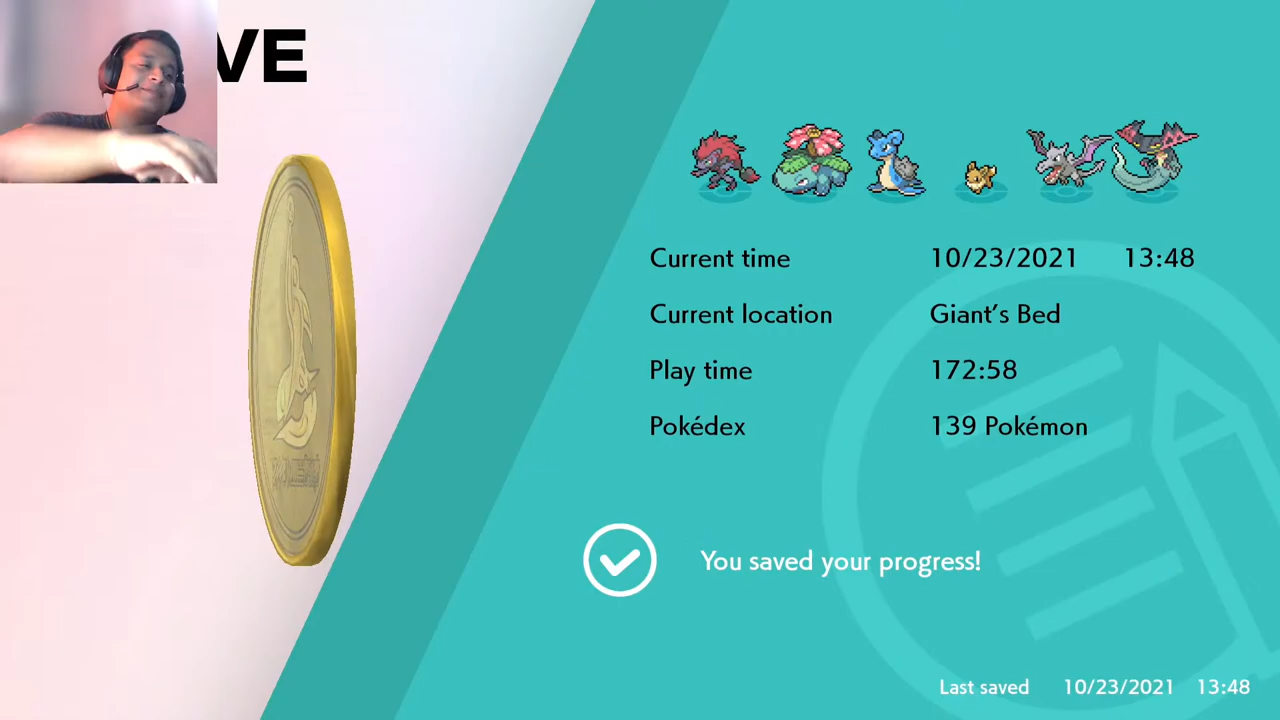 VE
Current time 10/23/2021 13:48
Current location Giant's Bed
Play time 172:58
Pokédex 139 Pokémon
You saved your progress!
Last saved 10/23/2021 13:48